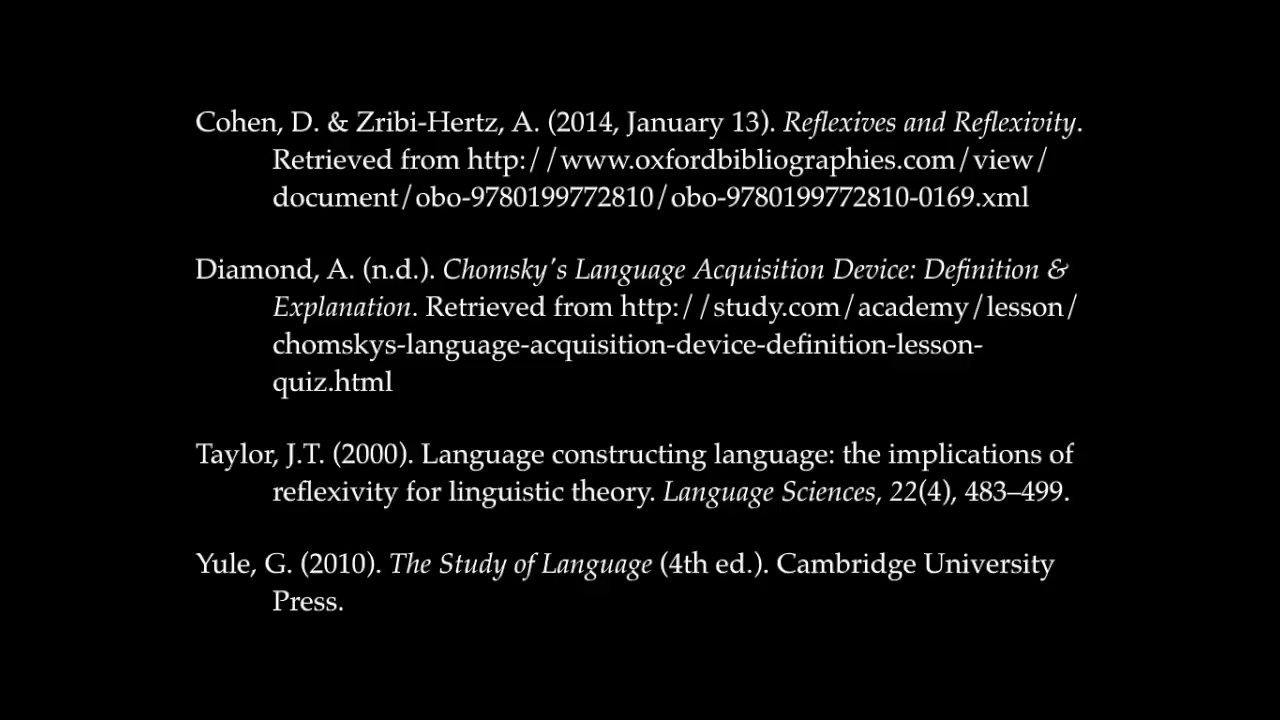 Cohen, D. & Zribi-Hertz, A. (2014, January 13). Reflexives and Reflexivity.
Retrieved from http://www.oxfordbibliographies.com/view/
document/obo-9780199772810/obo-9780199772810-0169.xml
Diamond, A. (n.d.). Chomsky's Language Acquisition Device: Definition &
Explanation. Retrieved from http://study.com/academy/lesson/
chomskys-language-acquisition-device-definition-lesson-
quiz.html
Taylor, J.T. (2000). Language constructing language: the implications of
reflexivity for linguistic theory. Language Sciences, 22(4), 483–499.
Yule, G. (2010). The Study of Language (4th ed.). Cambridge University
Press.